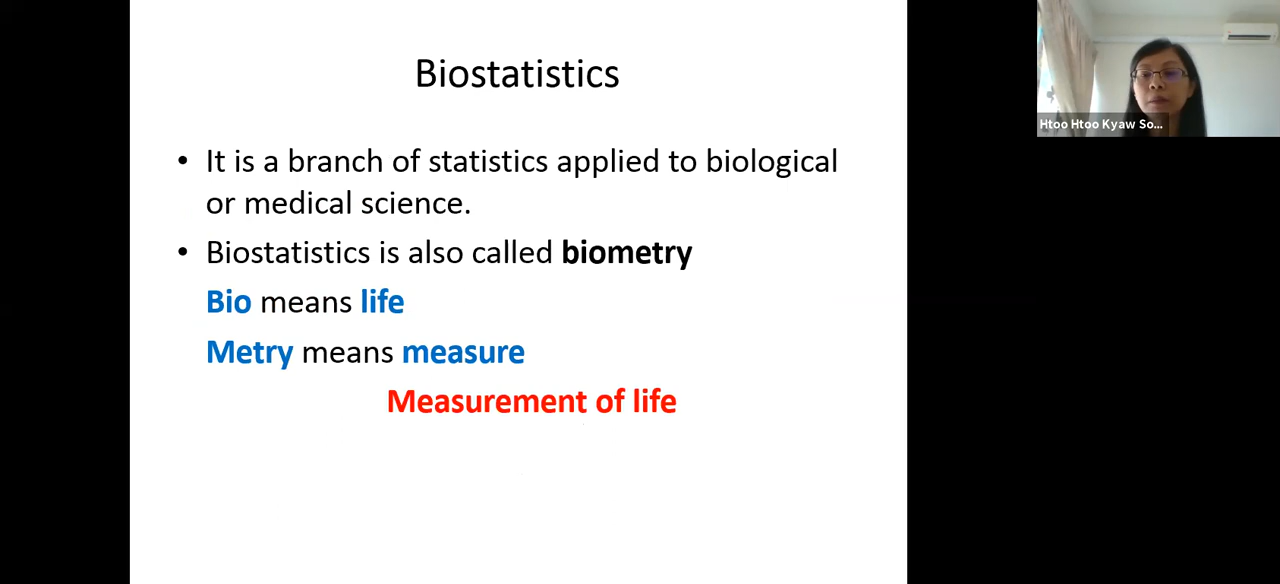 Biostatistics
• It is a branch of statistics applied to biological
or medical science.
• Biostatistics is also called biometry
Bio means life
Metry means measure
Measurement of life
Htoo Htoo Kyaw So...